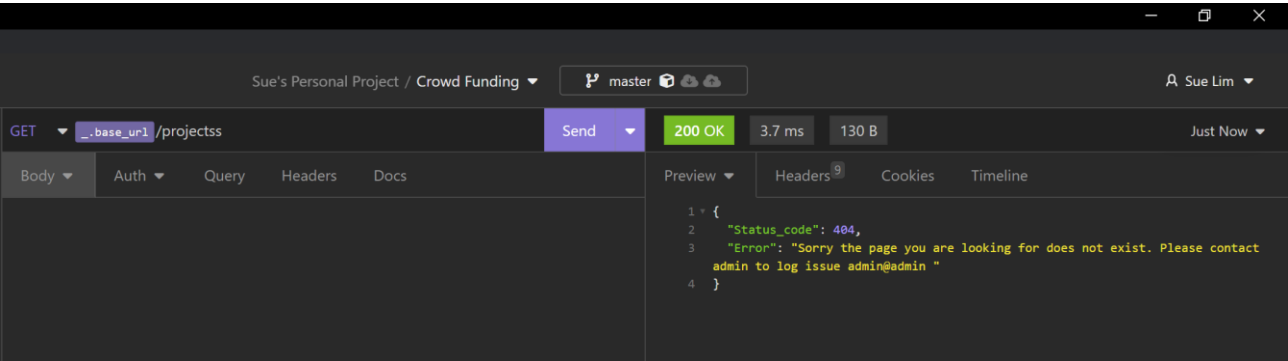 Sue's Personal Project / Crowd Funding
master
Sue Lim
GET _.base_url /projectss
Send
200 OK 3.7 ms 130 B
Just Now
Body Auth Query Headers Docs
Preview Headers 9 Cookies Timeline
1 {
2 "Status_code": 404,
3 "Error": "Sorry the page you are looking for does not exist. Please contact
admin to log issue admin@admin "
4 }